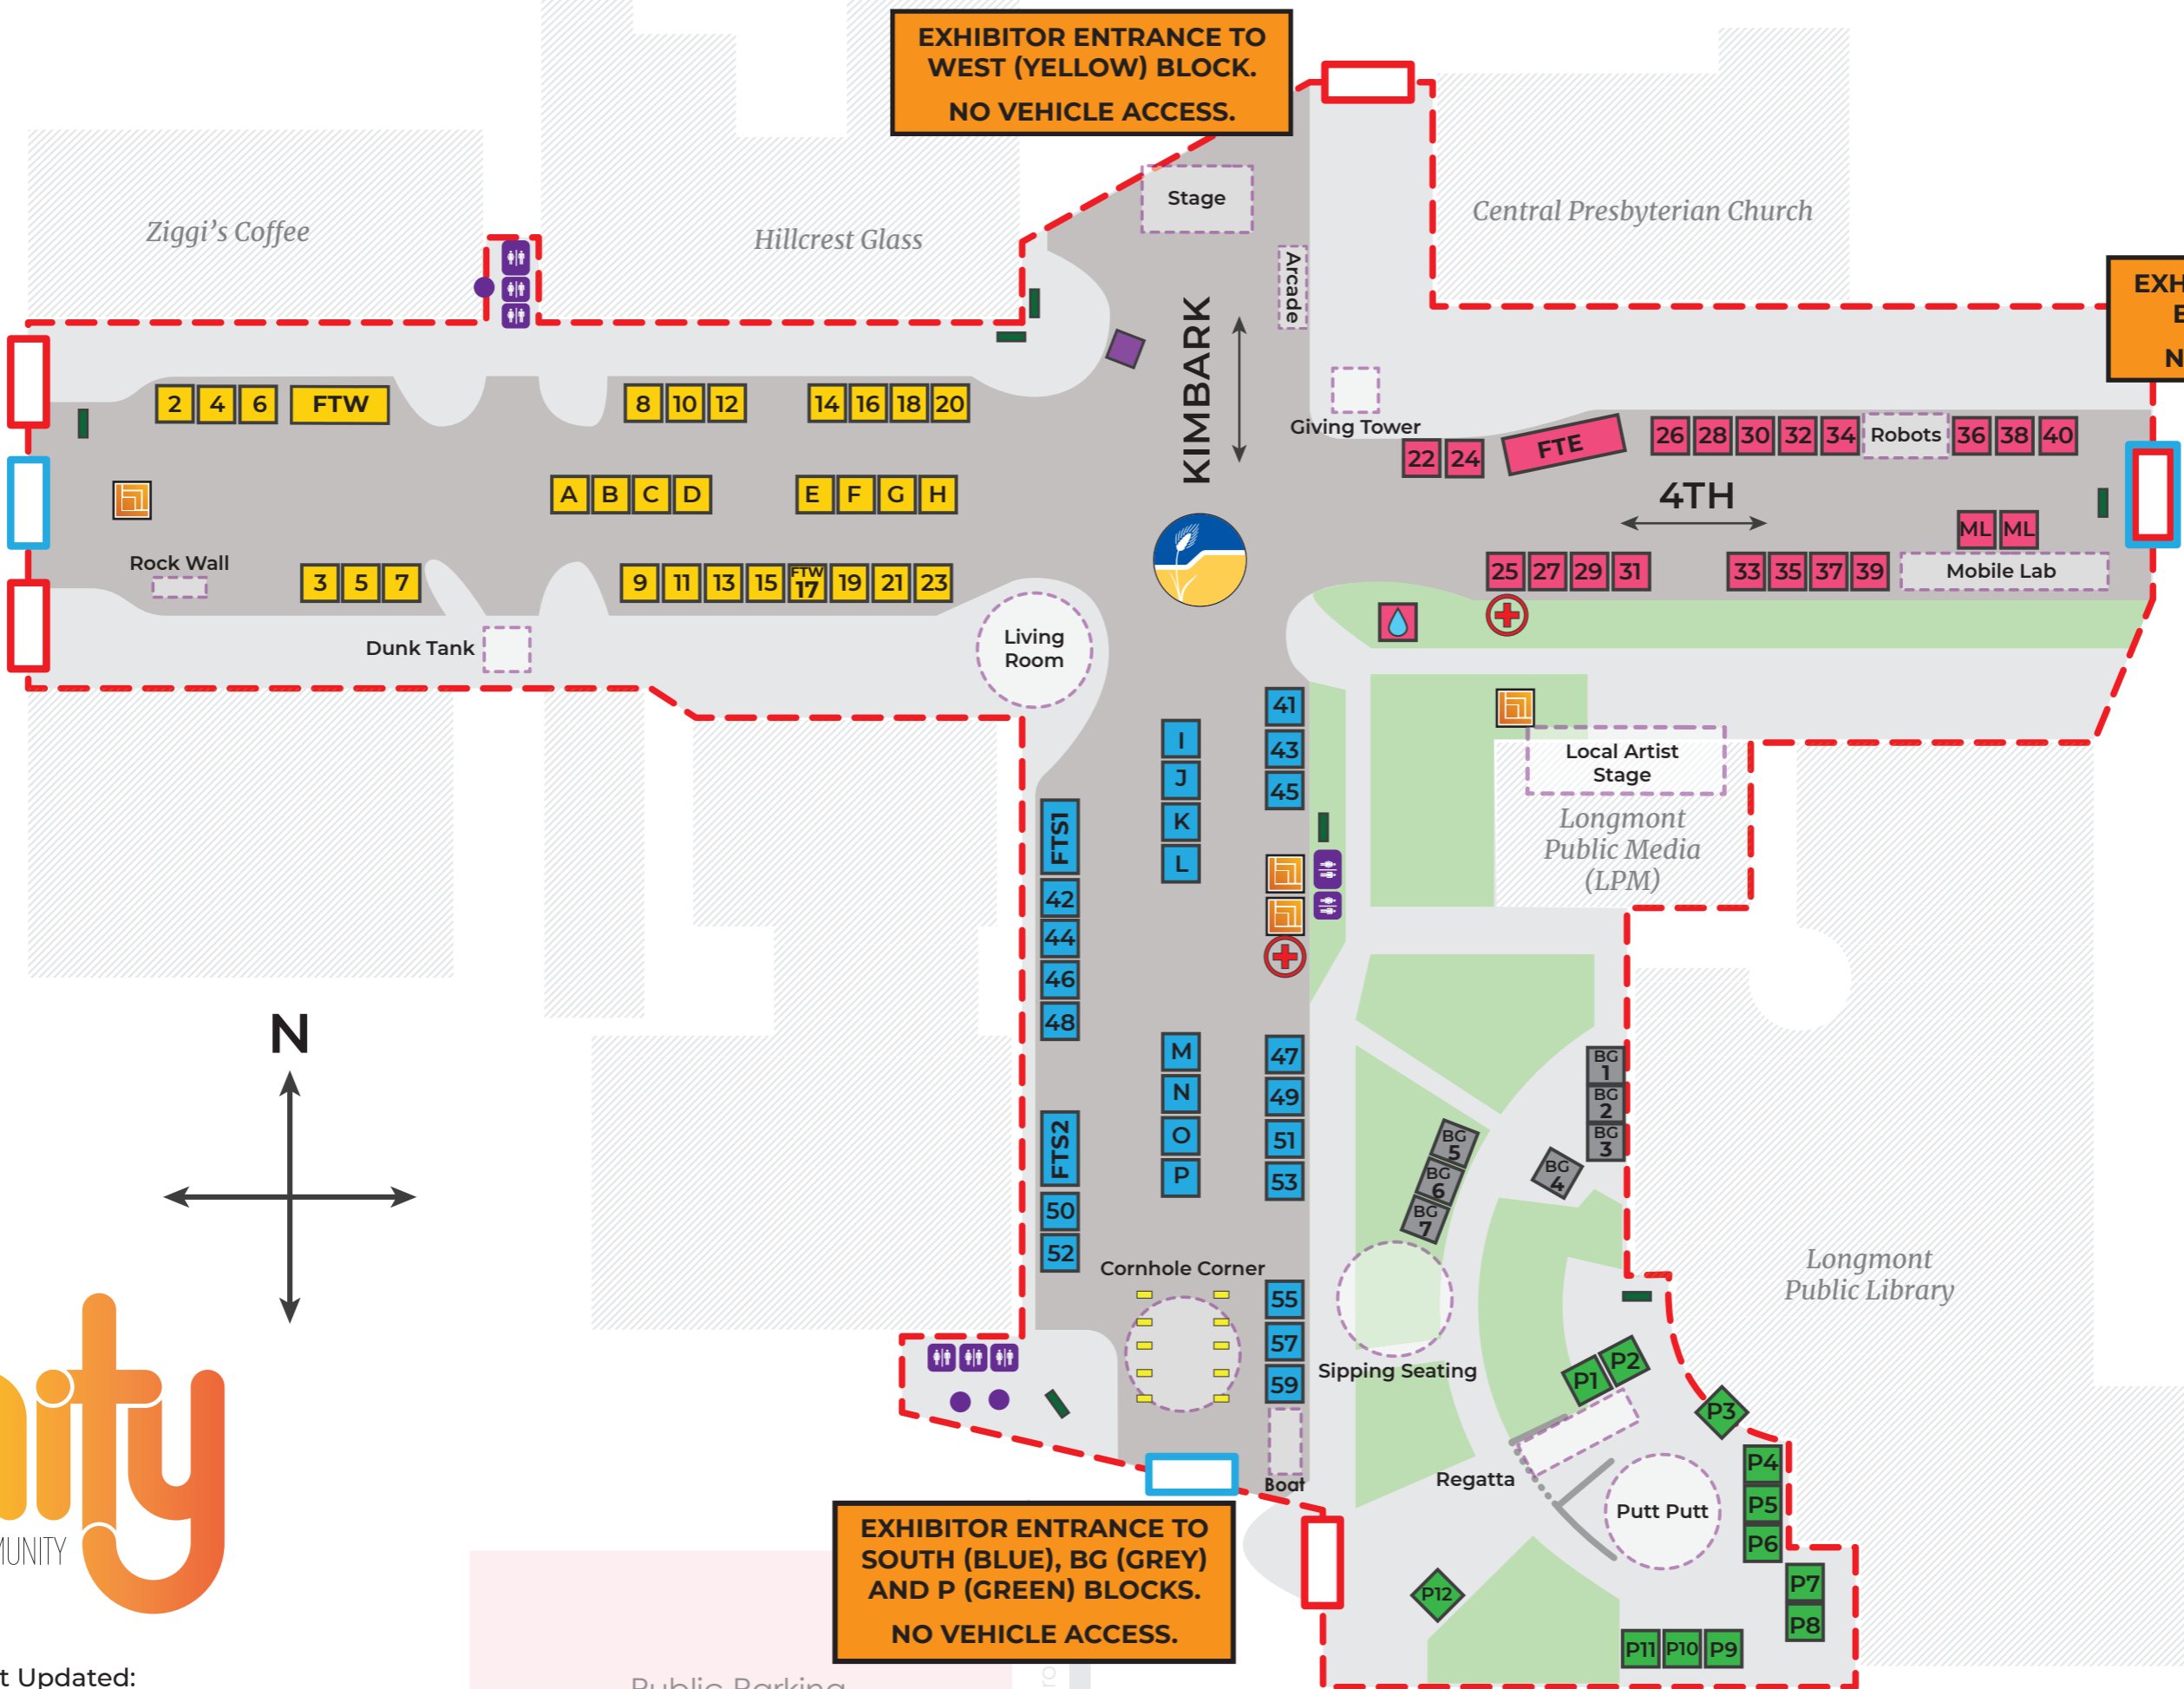 EXHIBITOR ENTRANCE TO
WEST (YELLOW) BLOCK.
NO VEHICLE ACCESS.
Stage
Ziggi's Coffee
Hillcrest Glass
Central Presbyterian Church
Arcade
KIMBARK
Giving Tower
2 4 6 FTW 8 10 12 14 16 18 20
22 24 FTE 26 28 30 32 34 Robots 36 38 40
A B C D E F G H
4TH
ML ML
Rock Wall
3 5 7 9 11 13 15 FTW 17 19 21 23
25 27 29 31 33 35 37 39 Mobile Lab
Dunk Tank
Living
Room
41
43
45
I
J
K
L
Local Artist
Stage
Longmont
Public Media
(LPM)
FTS1
42
44
46
48
N
M
N
O
P
47
49
51
53
BG 1
BG 2
BG 3
BG 4
BG 5
BG 6
BG 7
FTS2
50
52
Cornhole Corner
55
57
59
Sipping Seating
Longmont
Public Library
P1 P2
P3
P4
P5
P6
P7
P8
Regatta
Putt Putt
Boat
P12
P11 P10 P9
EXHIBITOR ENTRANCE TO
SOUTH (BLUE), BG (GREY)
AND P (GREEN) BLOCKS.
NO VEHICLE ACCESS.
Updated:
Public Parking